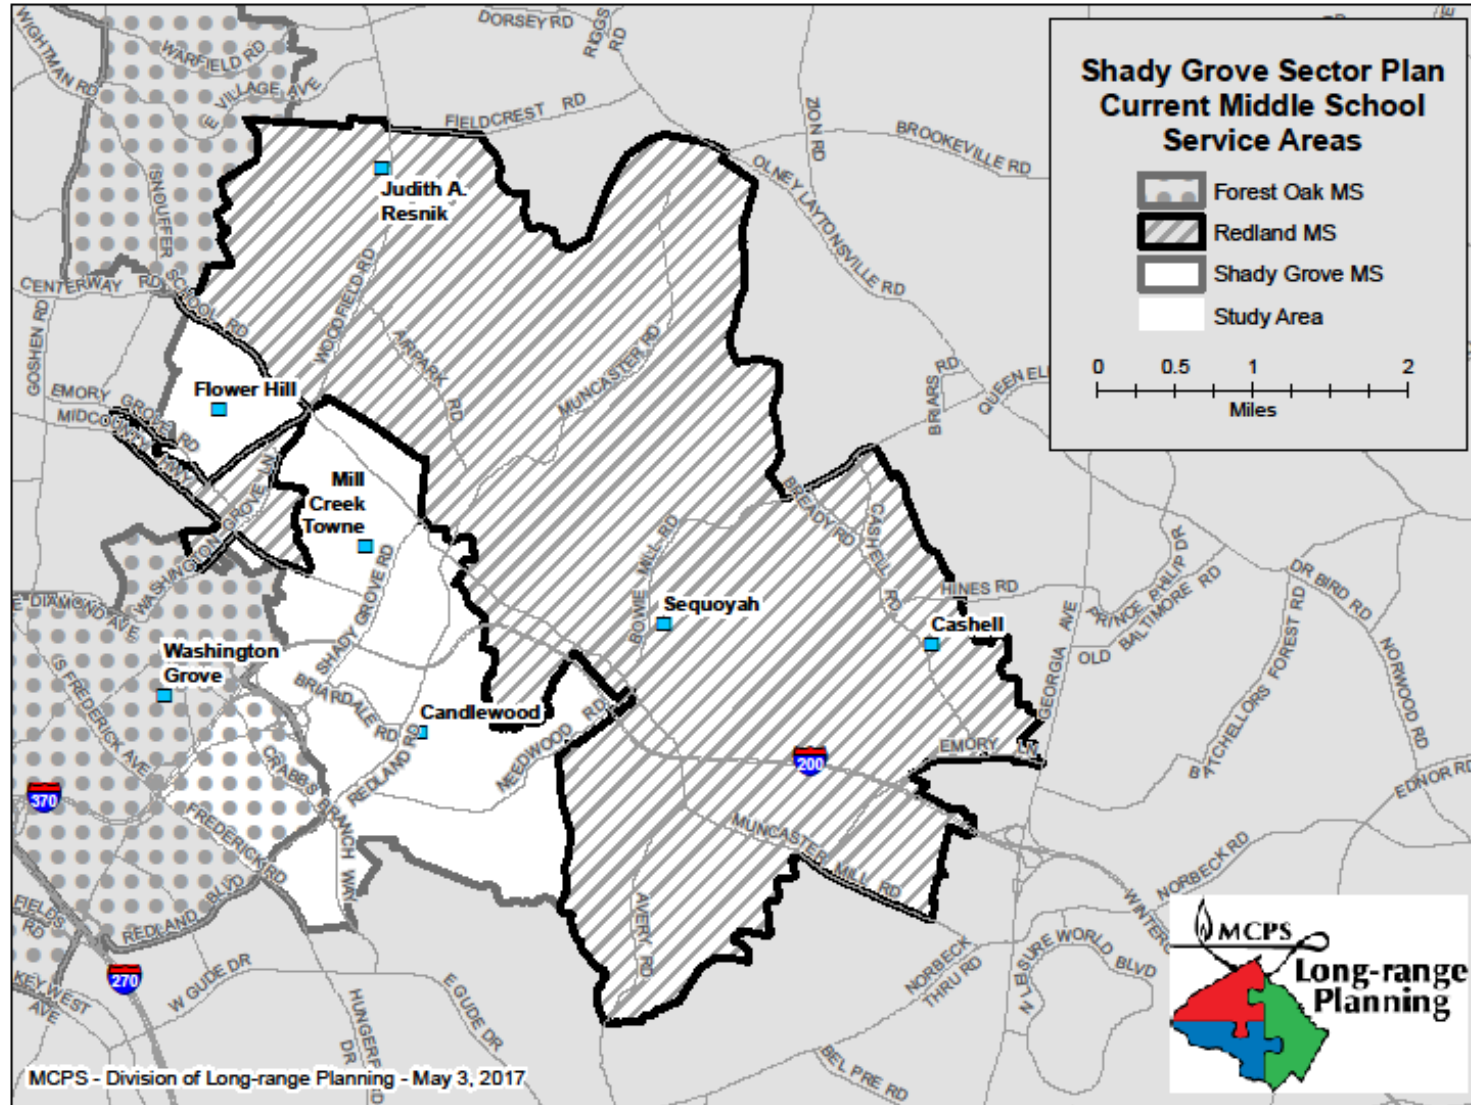 Shady Grove Sector Plan
Current Middle School
Service Areas
Forest Oak MS
Redland MS
Shady Grove MS
Study Area
0 0.5 1 2
Miles
WIGHTMAN RD
WARFIELD RD
E VILLAGE AVE
SNOUFFER
SCHOOL RD
DORSEY RD
RIGGS RD
FIELDCREST RD
ZION RD
BROOKEVILLE RD
OLNEY LAYTONSVILLE RD
Judith A.
Resnik
CENTERWAY RD
GOSHEN RD
WOODFIELD RD
AIRPARK RD
MUNCASTER RD
BRIARS RD
Flower Hill
EMORY GROVE RD
MIDCOUNTY HWY
Mill
Creek
Towne
WASHINGTON GROVE LN
SHADY GROVE RD
BOWIE MILL RD
BREADY RD
CASHELL RD
HINES RD
PRINCE PHILIP DR
OLD BALTIMORE RD
GEORGIA AVE
DR BIRD RD
BATCHELLORS FOREST RD
NORWOOD RD
EDNOR RD
Sequoyah
Cashell
E DIAMOND AVE
Washington
Grove
S FREDERICK AVE
BRIARDALE RD
Candlewood
NEEDWOOD RD
REDLAND RD
CRABBS BRANCH WAY
EMORY LN
200
370
FREDERICK RD
REDLAND BLVD
MUNCASTER MILL RD
AVERY RD
NORBECK RD
FIELDS
RD
270
KEY WEST
AVE
W GUDE DR
E GUDE DR
NORBECK
THRU RD
N LEISURE WORLD BLVD
BEL PRE RD
MCPS
Long-range
Planning
MCPS - Division of Long-range Planning - May 3, 2017